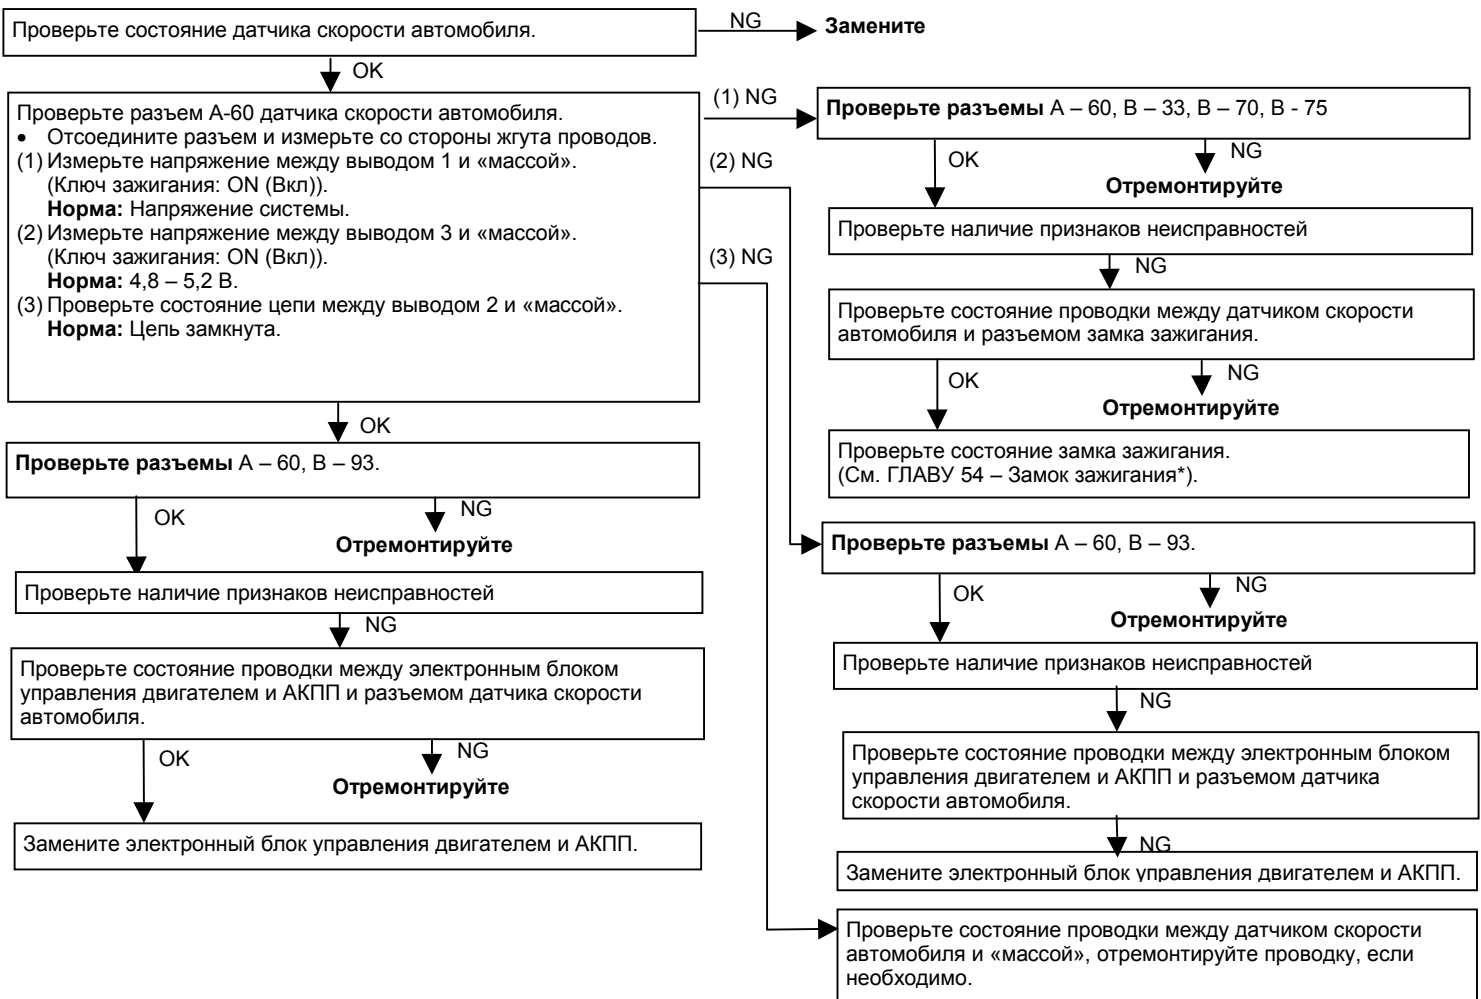 Проверьте состояние датчика скорости автомобиля.
NG
Замените
OK
Проверьте разъем А-60 датчика скорости автомобиля.
• Отсоедините разъем и измерьте со стороны жгута проводов.
(1) Измерьте напряжение между выводом 1 и «массой».
(Ключ зажигания: ON (Вкл)).
Норма: Напряжение системы.
(2) Измерьте напряжение между выводом 3 и «массой».
(Ключ зажигания: ON (Вкл)).
Норма: 4,8 – 5,2 В.
(3) Проверьте состояние цепи между выводом 2 и «массой».
Норма: Цепь замкнута.
(1) NG
(2) NG
(3) NG
OK
Проверьте разъемы А – 60, В – 93.
OK
NG
Отремонтируйте
Проверьте наличие признаков неисправностей
NG
Проверьте состояние проводки между электронным блоком
управления двигателем и АКПП и разъемом датчика скорости
автомобиля.
OK
NG
Отремонтируйте
Замените электронный блок управления двигателем и АКПП.
Проверьте разъемы А – 60, В – 33, В – 70, В - 75
OK
NG
Отремонтируйте
Проверьте наличие признаков неисправностей
NG
Проверьте состояние проводки между датчиком скорости
автомобиля и разъемом замка зажигания.
OK
NG
Отремонтируйте
Проверьте состояние замка зажигания.
(См. ГЛАВУ 54 – Замок зажигания*).
Проверьте разъемы А – 60, В – 93.
OK
NG
Отремонтируйте
Проверьте наличие признаков неисправностей
NG
Проверьте состояние проводки между электронным блоком
управления двигателем и АКПП и разъемом датчика
скорости автомобиля.
NG
Замените электронный блок управления двигателем и АКПП.
Проверьте состояние проводки между датчиком скорости
автомобиля и «массой», отремонтируйте проводку, если
необходимо.